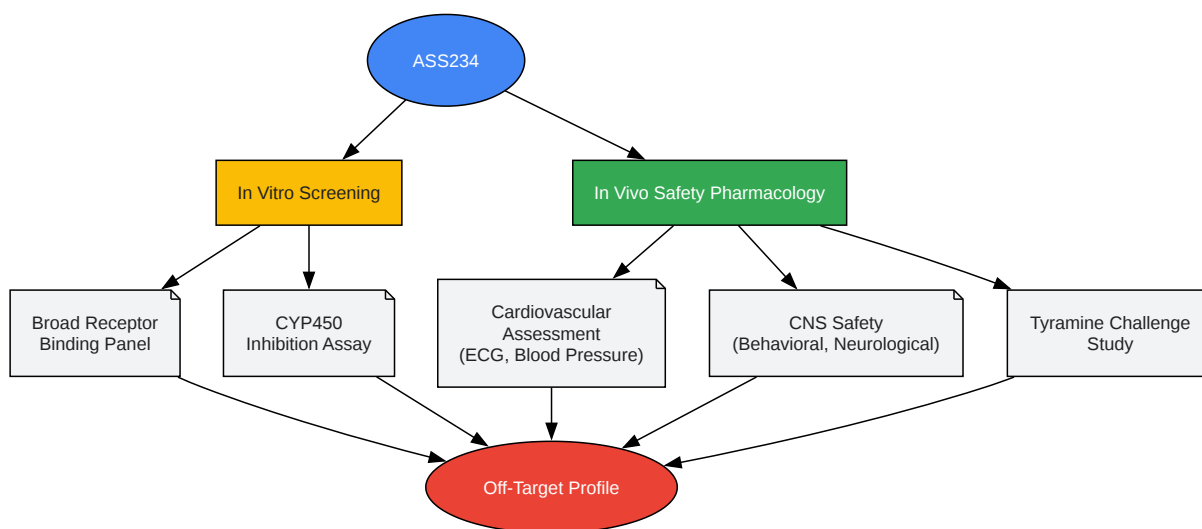 ASS234
In Vitro Screening
In Vivo Safety Pharmacology
Broad Receptor
Binding Panel
CYP450
Inhibition Assay
Cardiovascular
Assessment
(ECG, Blood Pressure)
CNS Safety
(Behavioral, Neurological)
Tyramine Challenge
Study
Off-Target Profile